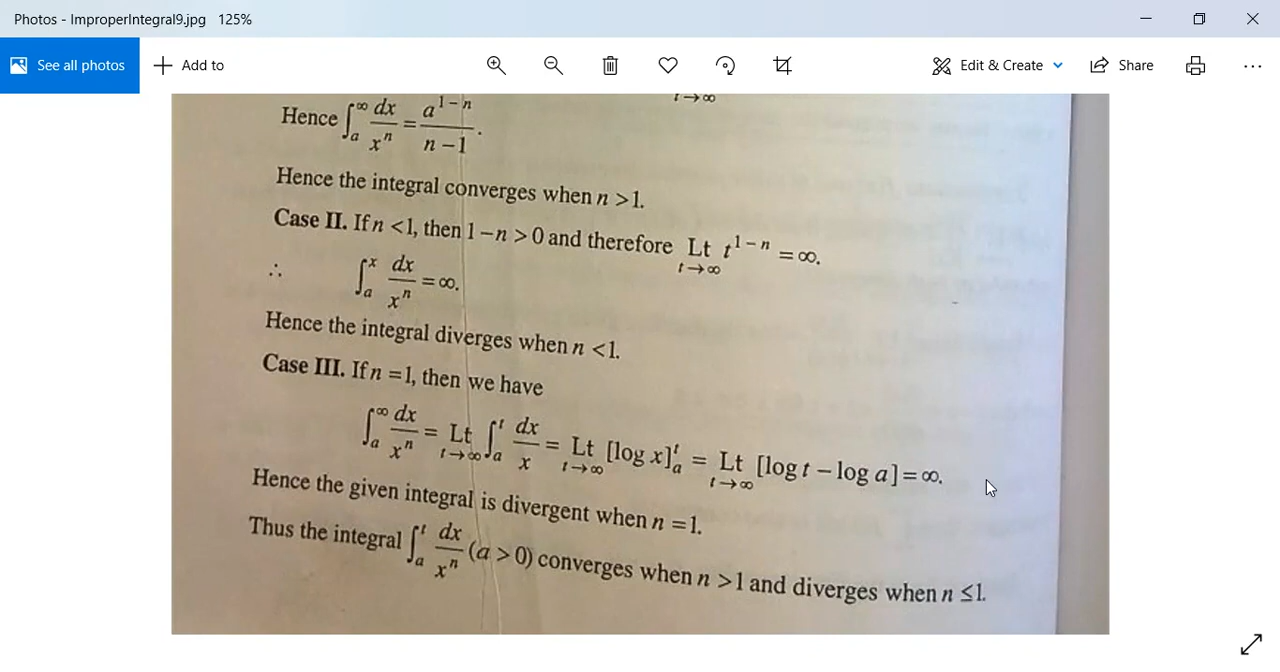 Photos - ImproperIntegral9.jpg 125%
See all photos
Add to
Edit & Create
Share
t→∞
Hence ∫_a^∞ dx/x^n = a^{1-n}/(n-1).
Hence the integral converges when n >1.
Case II. If n <1, then 1-n >0 and therefore Lt_{t→∞} t^{1-n} = ∞.
∴ ∫_a^x dx/x^n = ∞.
Hence the integral diverges when n <1.
Case III. If n =1, then we have
∫_a^∞ dx/x^n = Lt_{t→∞} ∫_a^t dx/x = Lt_{t→∞} [log x]_a^t = Lt_{t→∞} [log t – log a] = ∞.
Hence the given integral is divergent when n =1.
Thus the integral ∫_a^t dx/x^n (a >0) converges when n >1 and diverges when n ≤1.